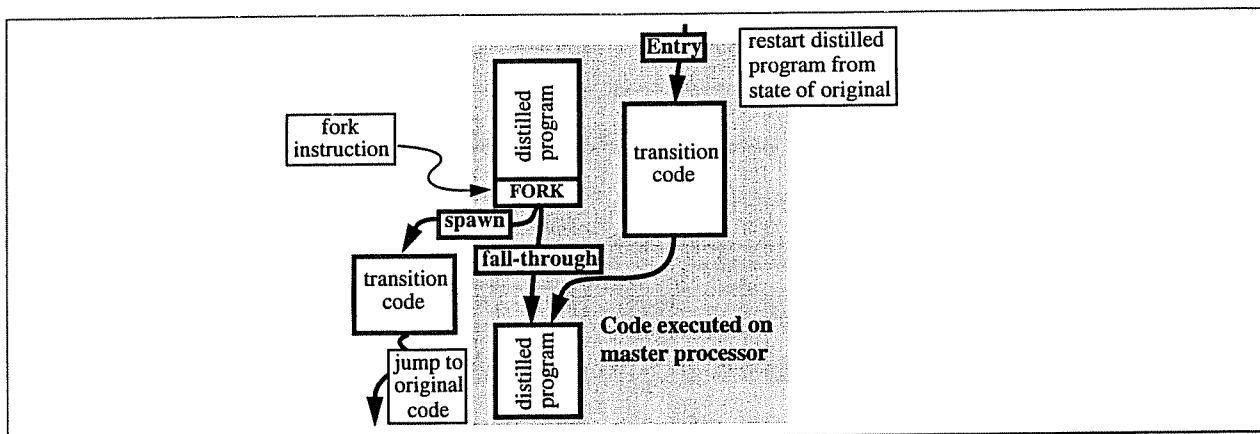 Entry
restart distilled
program from
state of original
distilled
program
fork
instruction
transition
code
FORK
spawn
fall-through
transition
code
Code executed on
master processor
distilled
program
jump to
original
code